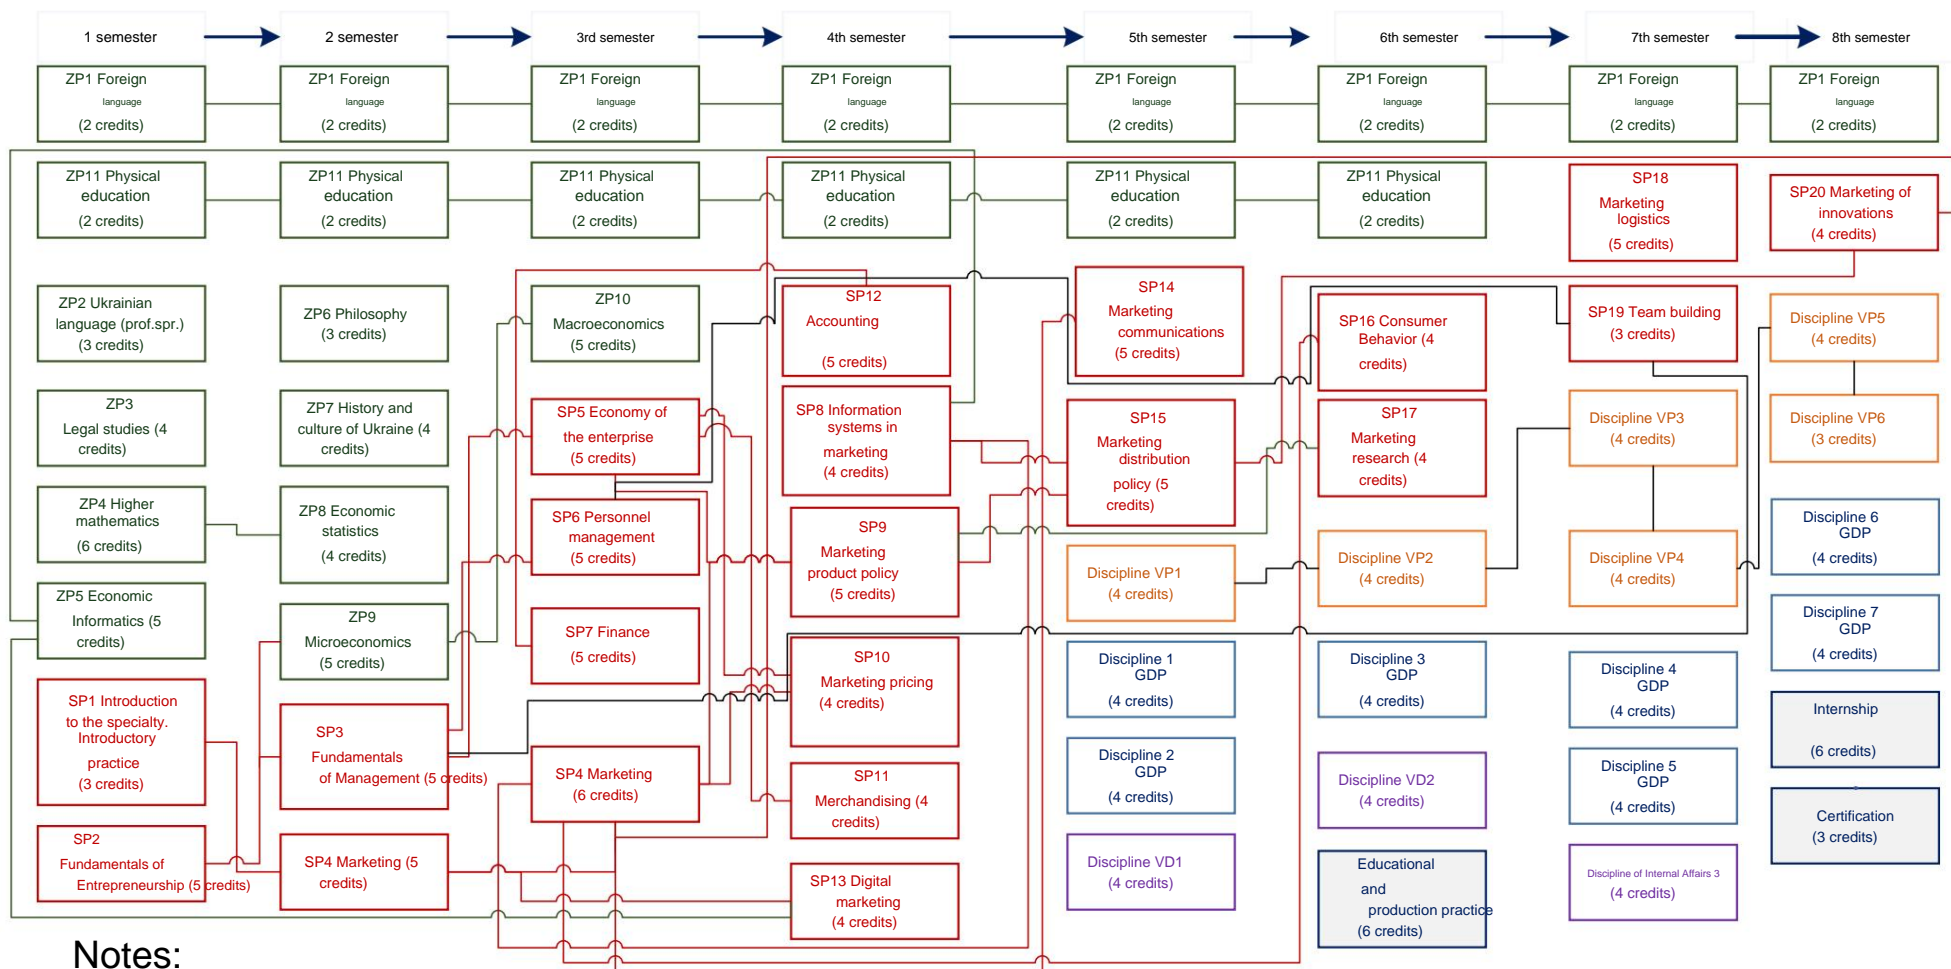 1 semester
2 semester
3rd semester
4th semester
5th semester
6th semester
7th semester
8th semester
ZP1 Foreign
language
(2 credits)
ZP1 Foreign
language
(2 credits)
ZP1 Foreign
language
(2 credits)
ZP1 Foreign
language
(2 credits)
ZP1 Foreign
language
(2 credits)
ZP1 Foreign
language
(2 credits)
ZP1 Foreign
language
(2 credits)
ZP1 Foreign
language
(2 credits)
ZP11 Physical
education
(2 credits)
ZP11 Physical
education
(2 credits)
ZP11 Physical
education
(2 credits)
ZP11 Physical
education
(2 credits)
ZP11 Physical
education
(2 credits)
ZP11 Physical
education
(2 credits)
SP18
Marketing
logistics
(5 credits)
SP20 Marketing of
innovations
(4 credits)
ZP2 Ukrainian
language (prof.spr.)
(3 credits)
ZP6 Philosophy
(3 credits)
ZP10
Macroeconomics
(5 credits)
SP12
Accounting
(5 credits)
SP14
Marketing
communications
(5 credits)
SP16 Consumer
Behavior (4
credits)
SP19 Team building
(3 credits)
Discipline VP5
(4 credits)
ZP3
Legal studies (4
credits)
ZP7 History and
culture of Ukraine (4
credits)
SP5 Economy of
the enterprise
(5 credits)
SP8 Information
systems in
marketing
(4 credits)
SP15
Marketing
distribution
policy (5
credits)
SP17
Marketing
research (4
credits)
Discipline VP3
(4 credits)
Discipline VP6
(3 credits)
ZP4 Higher
mathematics
(6 credits)
ZP8 Economic
statistics
(4 credits)
SP6 Personnel
management
(5 credits)
SP9
Marketing
product policy
(5 credits)
Discipline VP1
(4 credits)
Discipline VP2
(4 credits)
Discipline VP4
(4 credits)
Discipline 6
GDP
(4 credits)
ZP5 Economic
Informatics (5
credits)
ZP9
Microeconomics
(5 credits)
SP7 Finance
(5 credits)
SP10
Marketing pricing
(4 credits)
Discipline 1
GDP
(4 credits)
Discipline 3
GDP
(4 credits)
Discipline 4
GDP
(4 credits)
Discipline 7
GDP
(4 credits)
SP1 Introduction
to the specialty.
Introductory
practice
(3 credits)
SP3
Fundamentals
of Management (5 credits)
SP4 Marketing
(6 credits)
SP11
Merchandising (4
credits)
Discipline 2
GDP
(4 credits)
Discipline VD2
(4 credits)
Discipline 5
GDP
(4 credits)
Internship
(6 credits)
SP2
Fundamentals of
Entrepreneurship (5 credits)
SP4 Marketing (5
credits)
SP13 Digital
marketing
(4 credits)
Discipline VD1
(4 credits)
Educational
and
production practice
(6 credits)
Discipline of Internal Affairs 3
(4 credits)
Certification
(3 credits)
Notes: